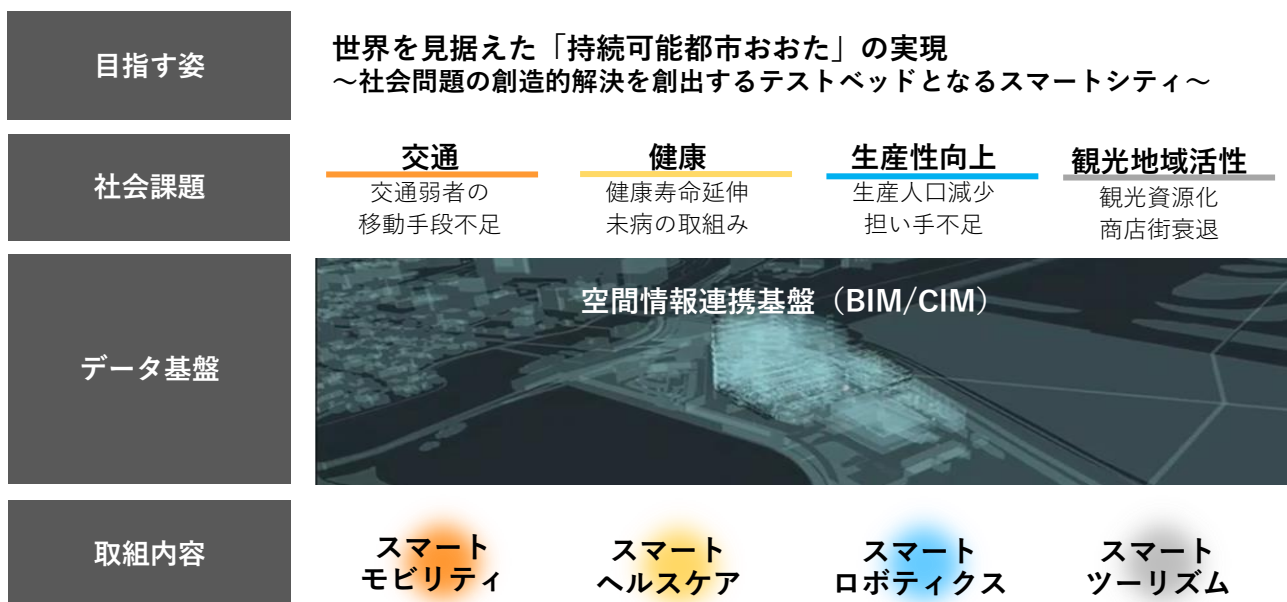 目指す姿
世界を見据えた「持続可能都市おおた」の実現
～社会問題の創造的解決を創出するテストベッドとなるスマートシティ～
社会課題
交通
交通弱者の
移動手段不足
健康
健康寿命延伸
未病の取組み
生産性向上
生産人口減少
担い手不足
観光地域活性
観光資源化
商店街衰退
データ基盤
空間情報連携基盤（BIM/CIM）
取組内容
スマート
モビリティ
スマート
ヘルスケア
スマート
ロボティクス
スマート
ツーリズム